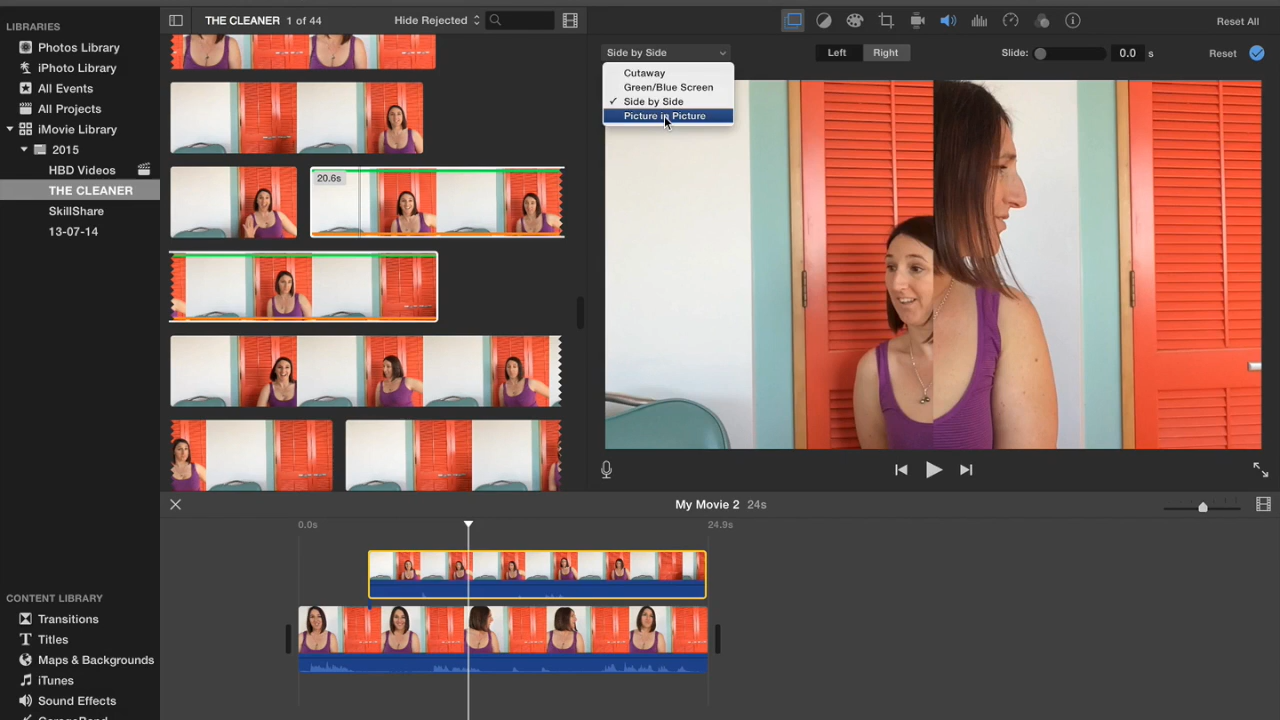 LIBRARIES
Photos Library
iPhoto Library
All Events
All Projects
iMovie Library
2015
HBD Videos
THE CLEANER
SkillShare
13-07-14
CONTENT LIBRARY
Transitions
Titles
Maps & Backgrounds
iTunes
Sound Effects
GarageBand
THE CLEANER 1 of 44 Hide Rejected
20.6s
Reset All
Side by Side Left Right Slide: 0.0 s Reset
Cutaway
Green/Blue Screen
✓ Side by Side
Picture in Picture
My Movie 2 24s
0.0s 24.9s